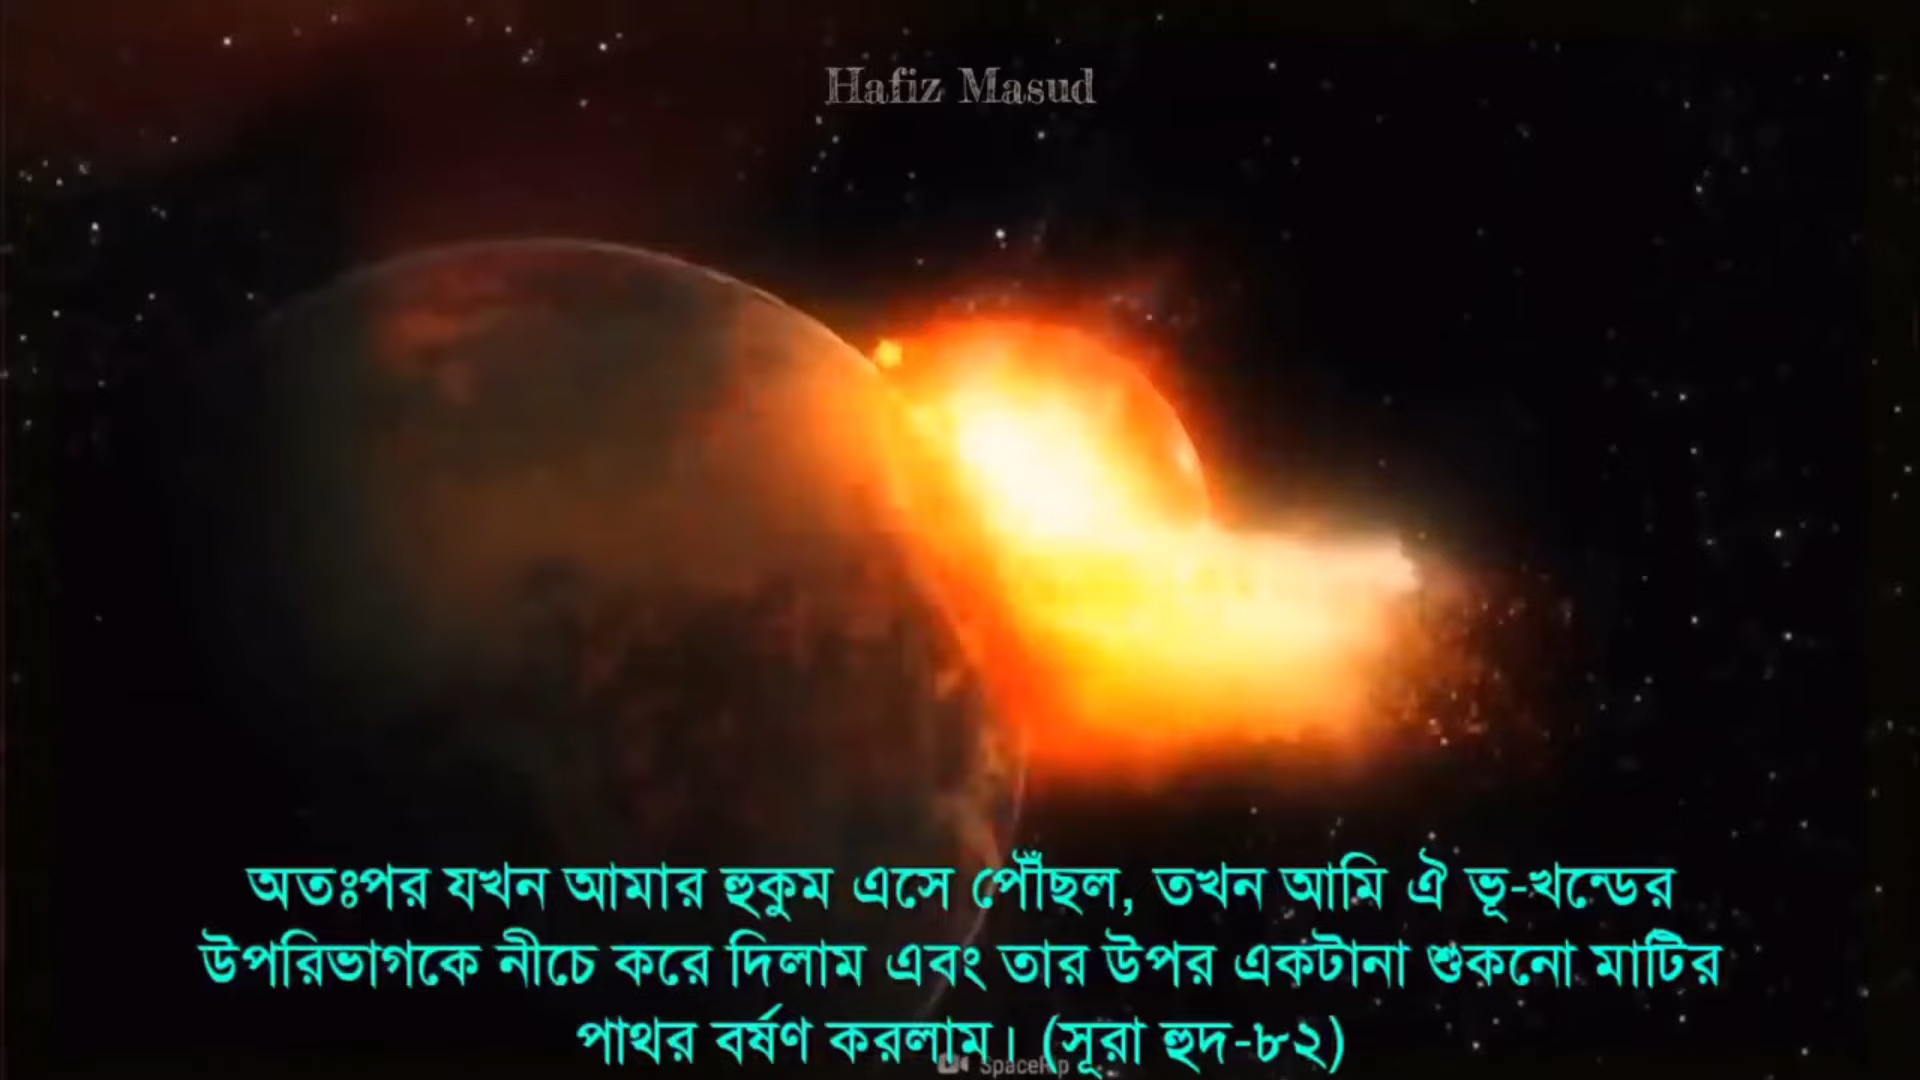 Hafiz Masud
অতঃপর যখন আমার হুকুম এসে পৌঁছল, তখন আমি ঐ ভূ-খন্ডের
উপরিভাগকে নীচে করে দিলাম এবং তার উপর একটানা শুকনো মাটির
পাথর বর্ষণ করলাম। (সূরা হুদ-৮২)
SpaceRip